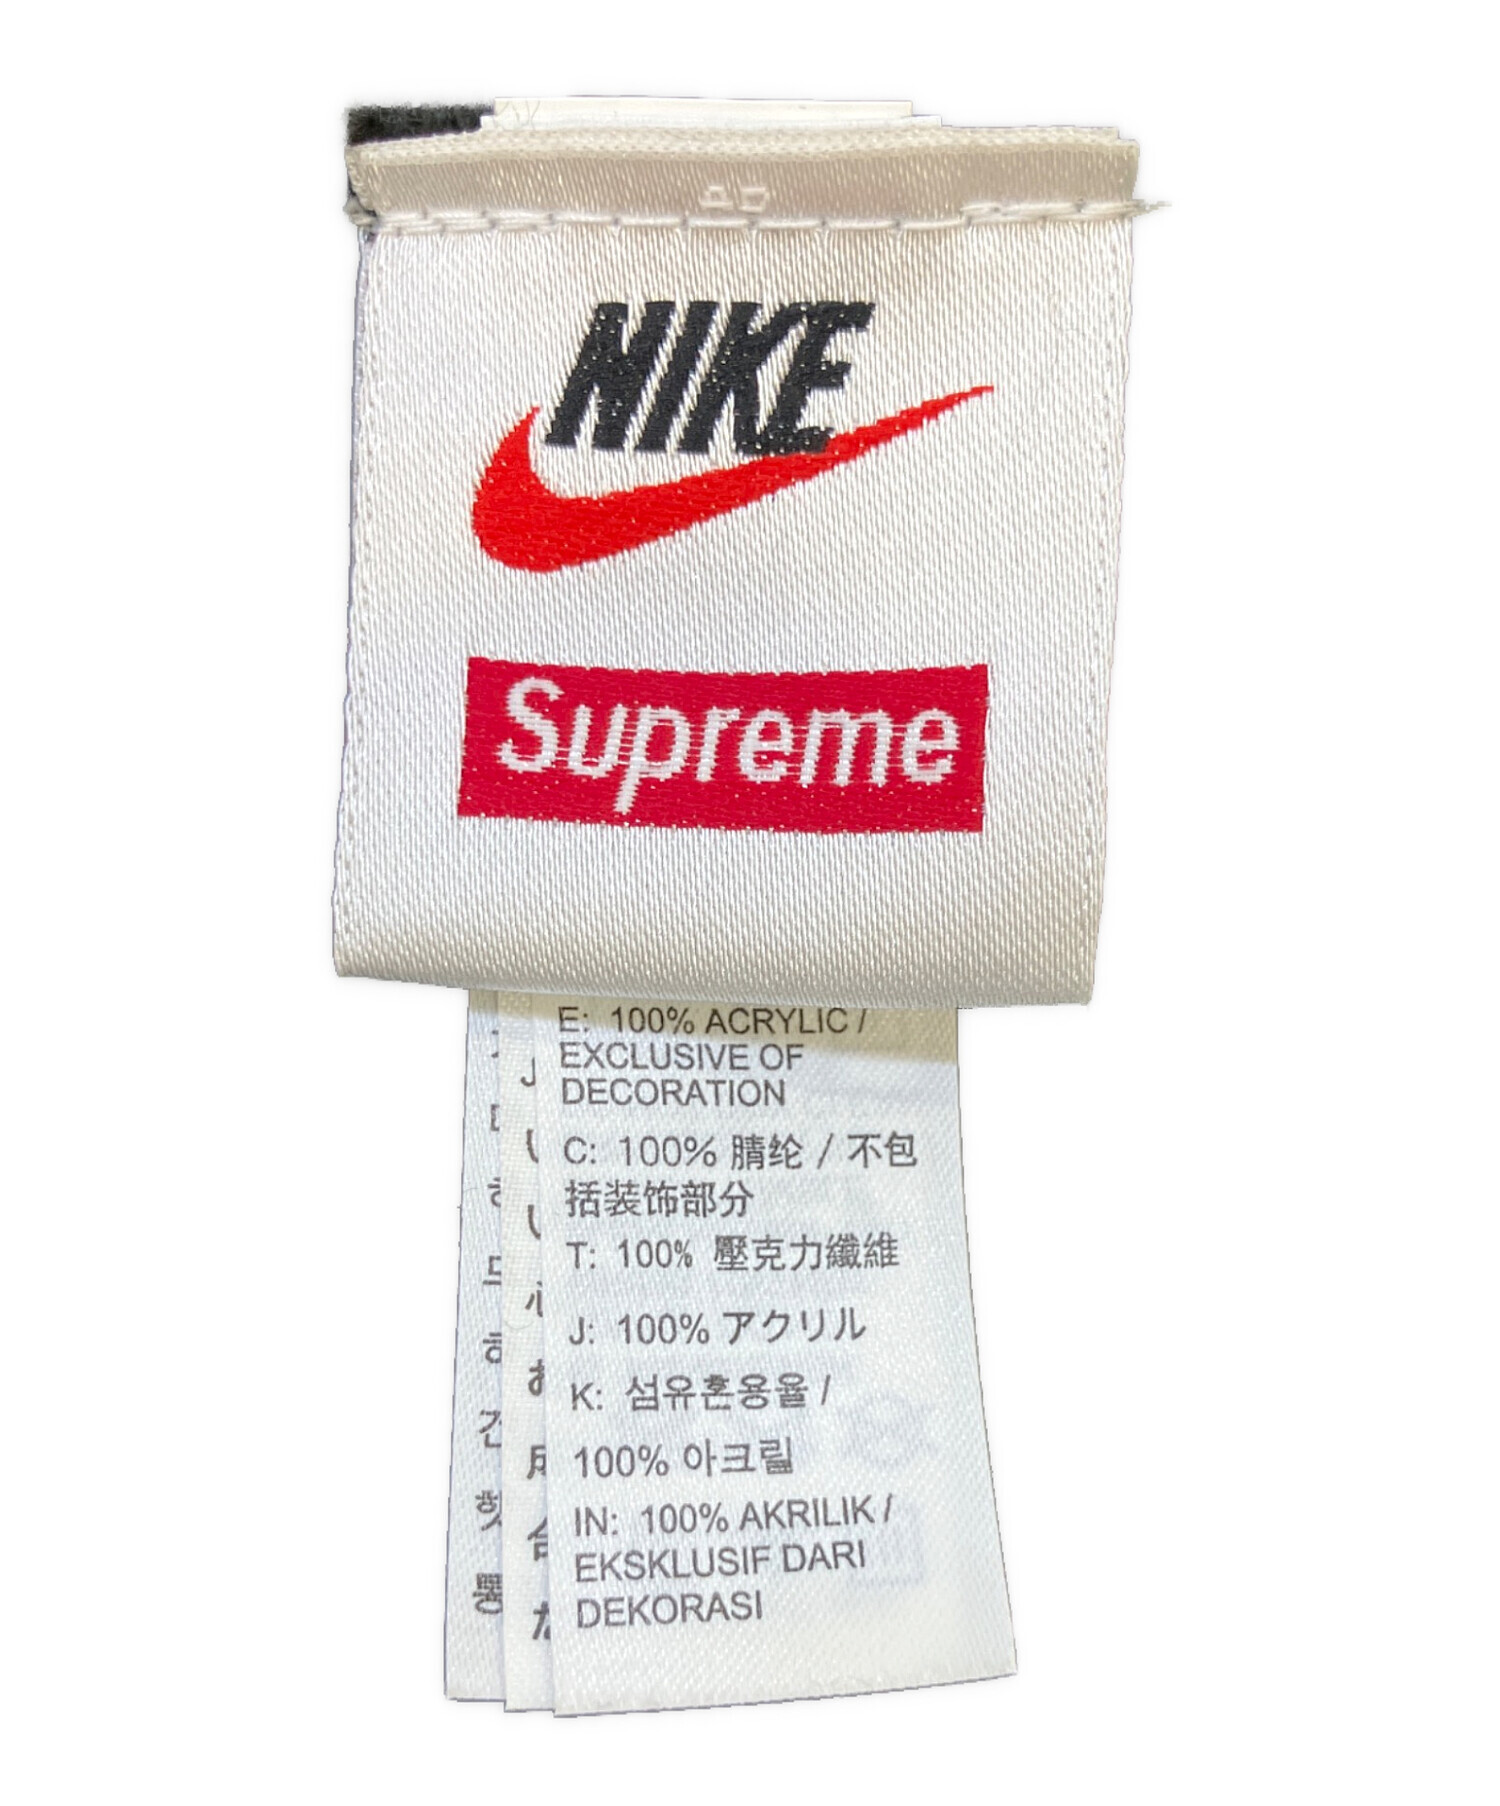 NIKE
Supreme
E: 100% ACRYLIC /
EXCLUSIVE OF
DECORATION
C: 100% 腈纶 / 不包
括装饰部分
T: 100% 壓克力纖維
J: 100% アクリル
K: 섬유혼용율 /
100% 아크릴
IN: 100% AKRILIK /
EKSKLUSIF DARI
DEKORASI